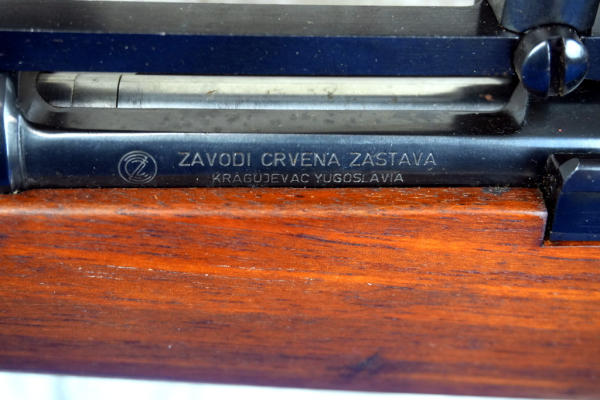 ZAVODI CRVENA ZASTAVA
KRAGUJEVAC YUGOSLAVIA